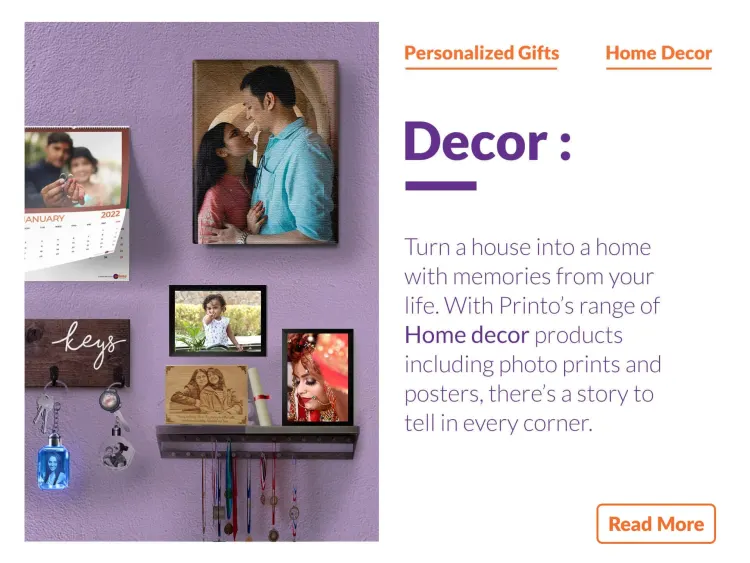 Personalized Gifts
Home Decor
Decor :
Turn a house into a home
with memories from your
life. With Printo's range of
Home decor products
including photo prints and
posters, there's a story to
tell in every corner.
Read More
JANUARY 2022
keys